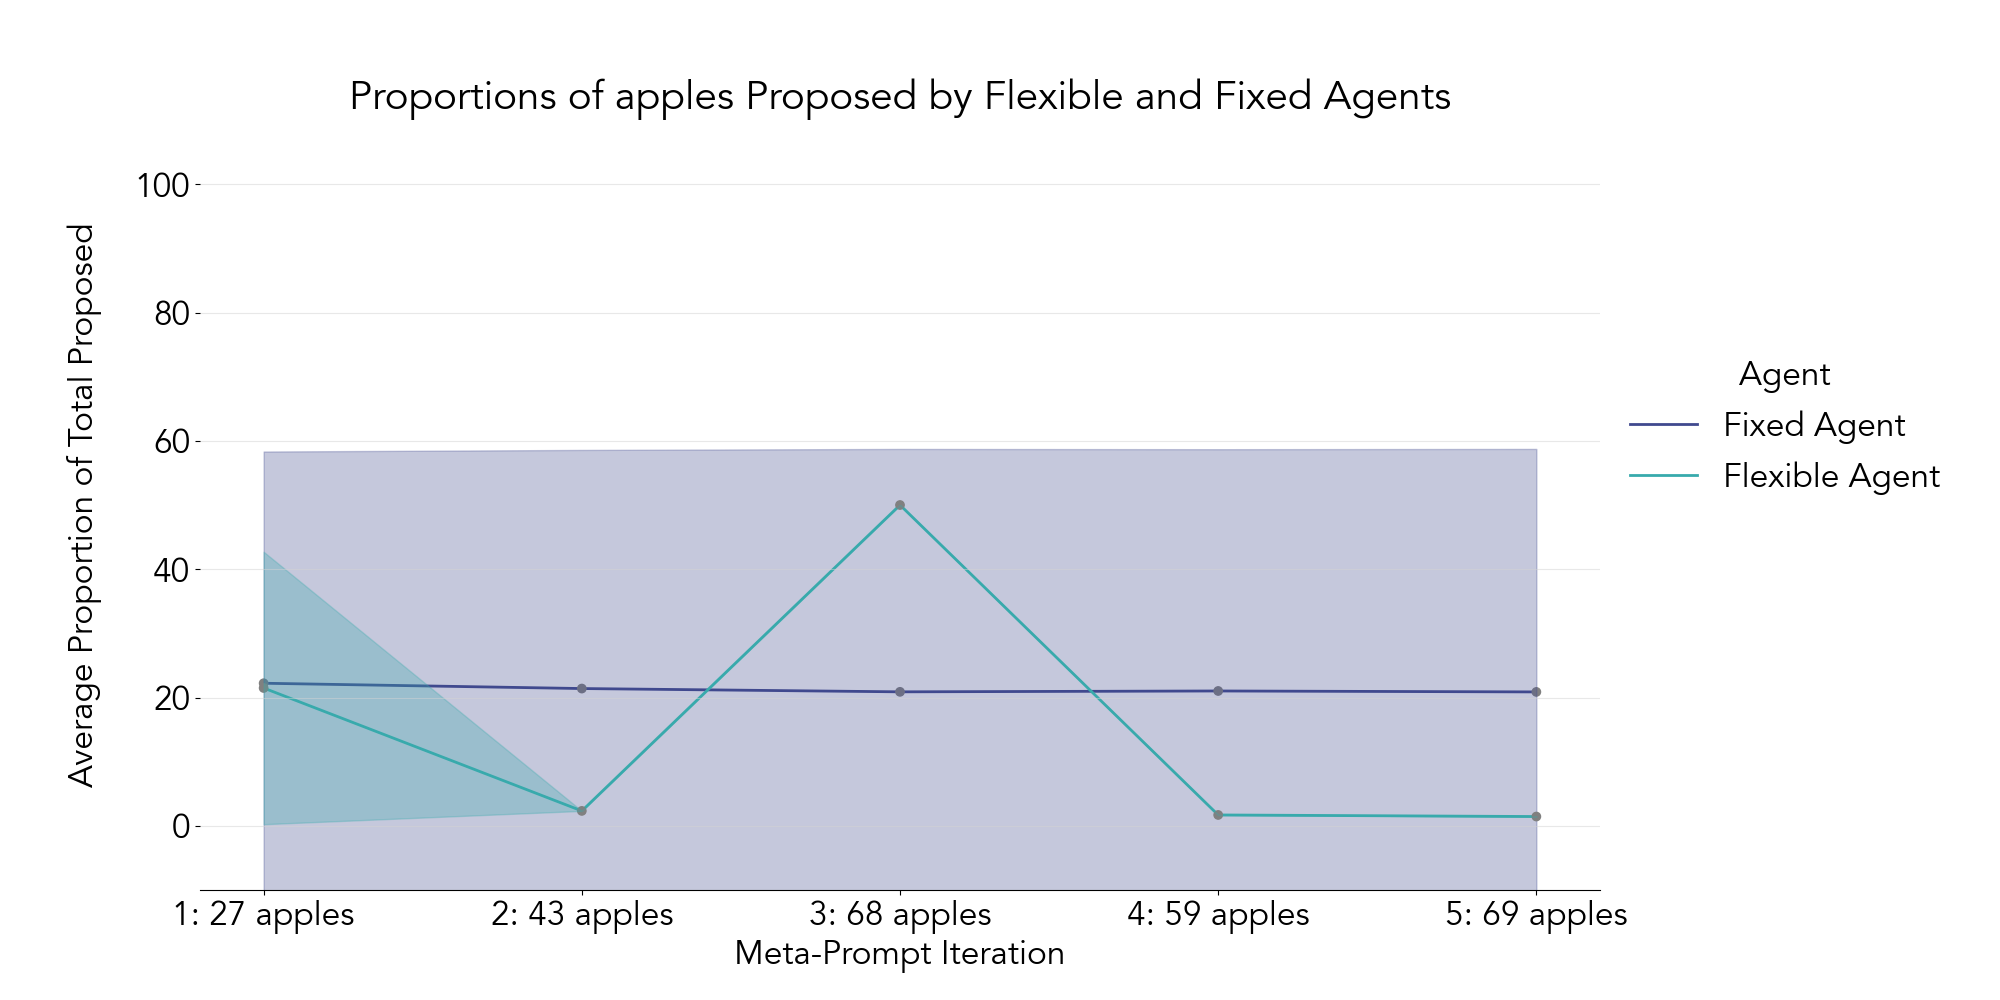 Proportions of apples Proposed by Flexible and Fixed Agents
Average Proportion of Total Proposed
100
80
60
40
20
0
1: 27 apples
2: 43 apples
3: 68 apples
4: 59 apples
5: 69 apples
Meta-Prompt Iteration
Agent
Fixed Agent
Flexible Agent